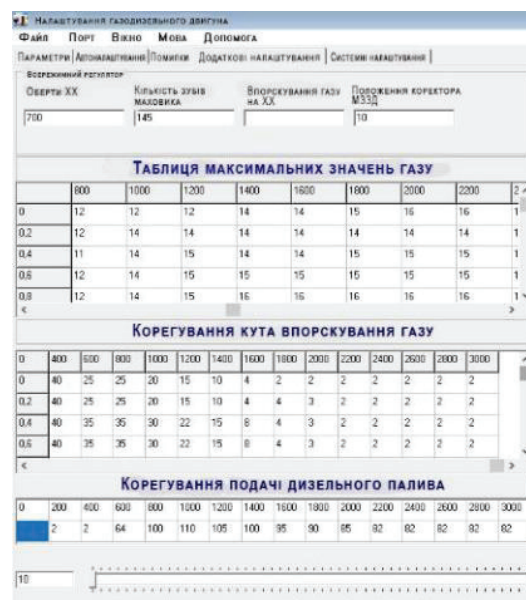 Налаштування газодизельного двигуна
Файл Порт Вікно Мова Допомога
Параметри Автоналаштування Помилки Додаткові налаштування Системні налаштування
Всережимний регулятор
Оберти ХХ Кількість зубів Впорскування газу Положення коректора
маховика на ХХ МЗЗД
700 145 10
Таблиця максимальних значень газу
800 1000 1200 1400 1600 1800 2000 2200 2
0 12 12 12 14 14 15 16 16 1
0,2 12 14 14 14 14 14 14 14 1
0,4 11 14 15 14 14 15 15 15 1
0,6 12 14 15 15 15 15 15 15 1
0,8 12 14 15 16 16 15 16 16 1
Корегування кута впорскування газу
0 400 600 800 1000 1200 1400 1600 1800 2000 2200 2400 2600 2800 3000
0 40 25 25 20 15 10 4 2 2 2 2 2 2 2
0,2 40 25 25 20 15 10 4 4 3 2 2 2 2 2
0,4 40 35 35 30 22 15 8 4 3 2 2 2 2 2
0,6 40 35 35 30 22 15 8 4 3 2 2 2 2 2
Корегування подачі дизельного палива
0 200 400 600 800 1000 1200 1400 1600 1800 2000 2200 2400 2600 2800 3000
2 2 64 100 110 105 100 95 90 85 82 82 82 82 82
10